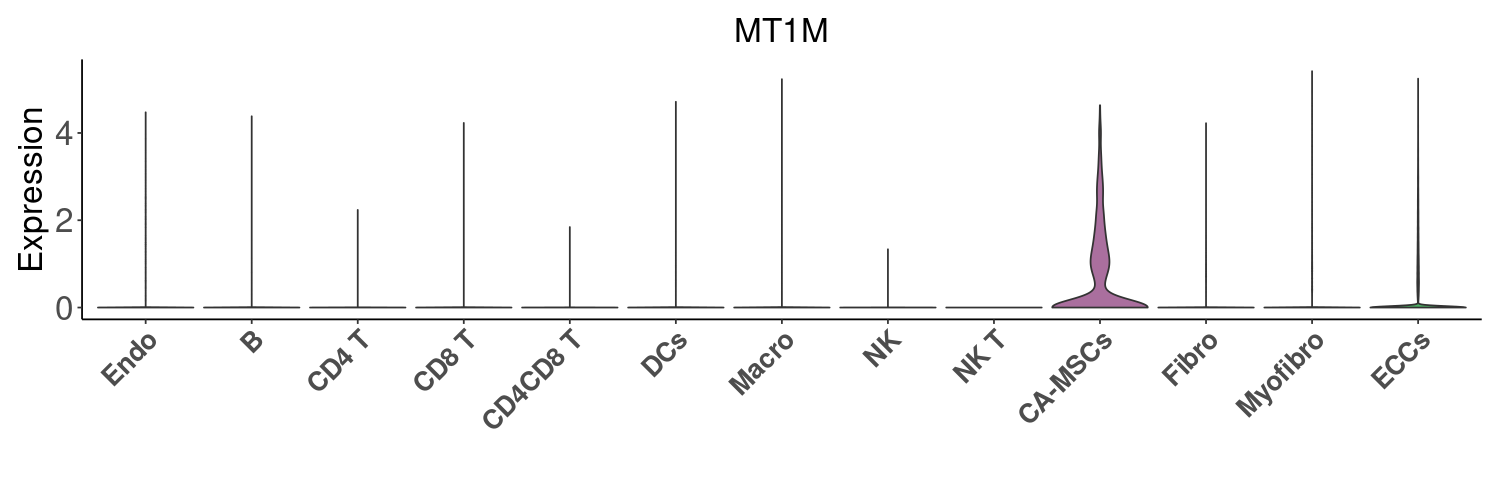 MT1M
Expression
4
2
0
Endo
B
CD4 T
CD8 T
CD4CD8 T
DCs
Macro
NK
NK T
CA-MSCs
Fibro
Myofibro
ECCs